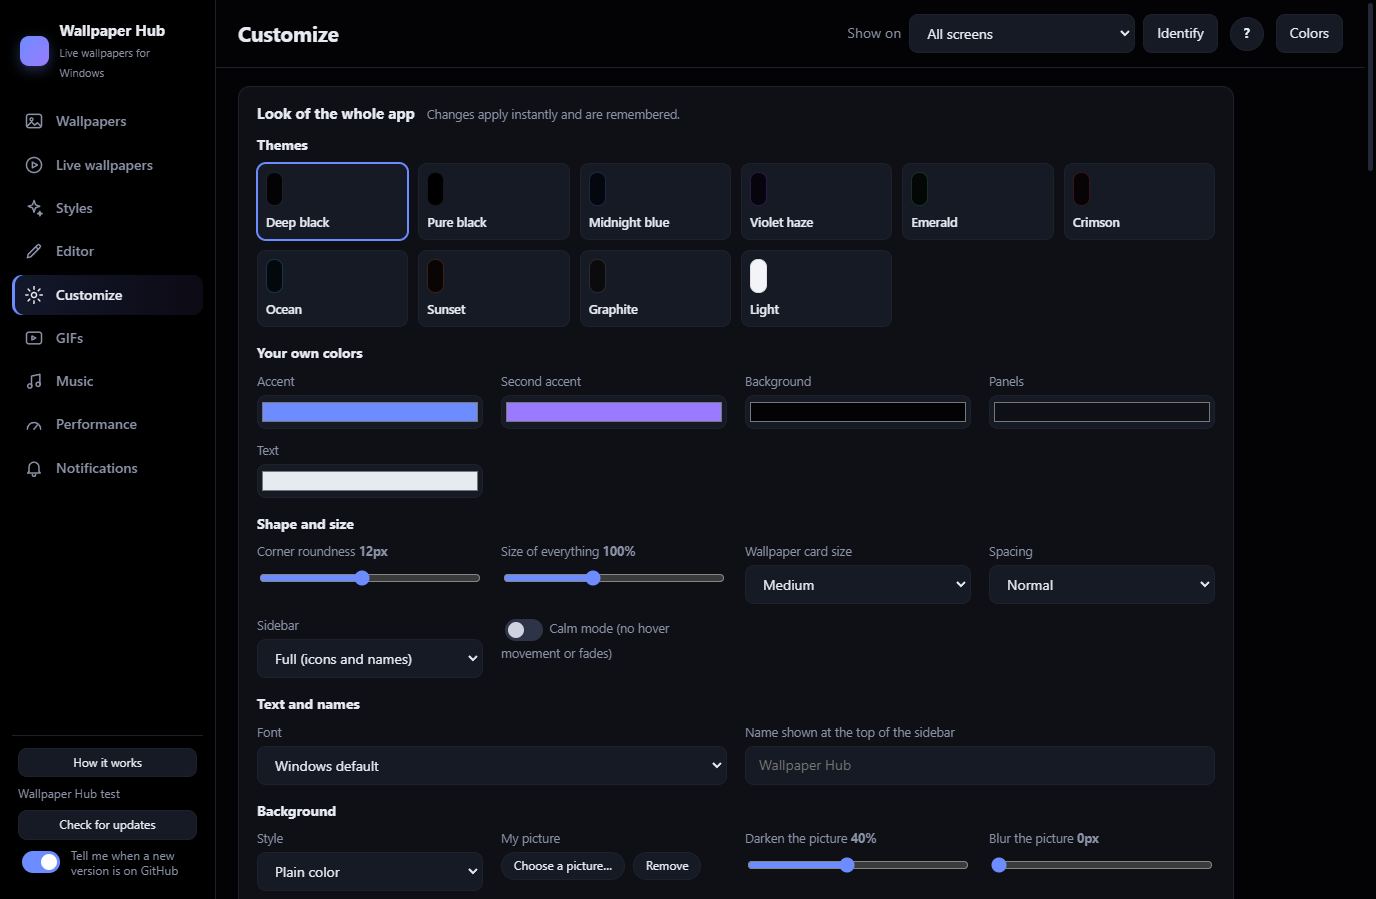 Wallpaper Hub
Live wallpapers for
Windows
Wallpapers
Live wallpapers
Styles
Editor
Customize
GIFs
Music
Performance
Notifications
How it works
Wallpaper Hub test
Check for updates
Tell me when a new
version is on GitHub
Customize
Show on
All screens
Identify
?
Colors
Look of the whole app
Changes apply instantly and are remembered.
Themes
Deep black
Pure black
Midnight blue
Violet haze
Emerald
Crimson
Ocean
Sunset
Graphite
Light
Your own colors
Accent
Second accent
Background
Panels
Text
Shape and size
Corner roundness 12px
Size of everything 100%
Wallpaper card size
Spacing
Medium
Normal
Sidebar
Full (icons and names)
Calm mode (no hover
movement or fades)
Text and names
Font
Name shown at the top of the sidebar
Windows default
Wallpaper Hub
Background
Style
My picture
Darken the picture 40%
Blur the picture 0px
Plain color
Choose a picture...
Remove